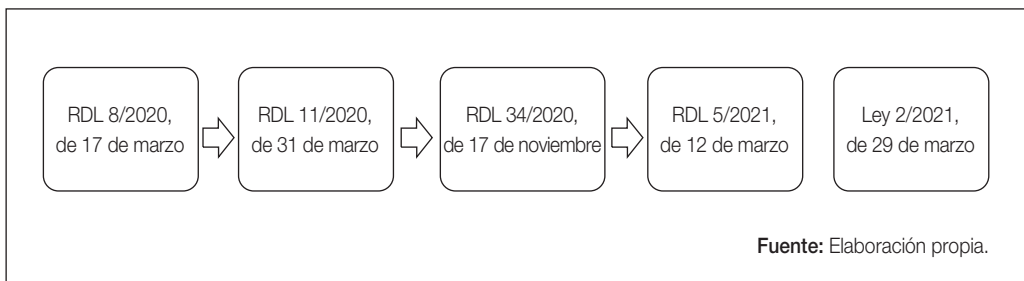 RDL 8/2020,
de 17 de marzo
RDL 11/2020,
de 31 de marzo
RDL 34/2020,
de 17 de noviembre
RDL 5/2021,
de 12 de marzo
Ley 2/2021,
de 29 de marzo
Fuente: Elaboración propia.